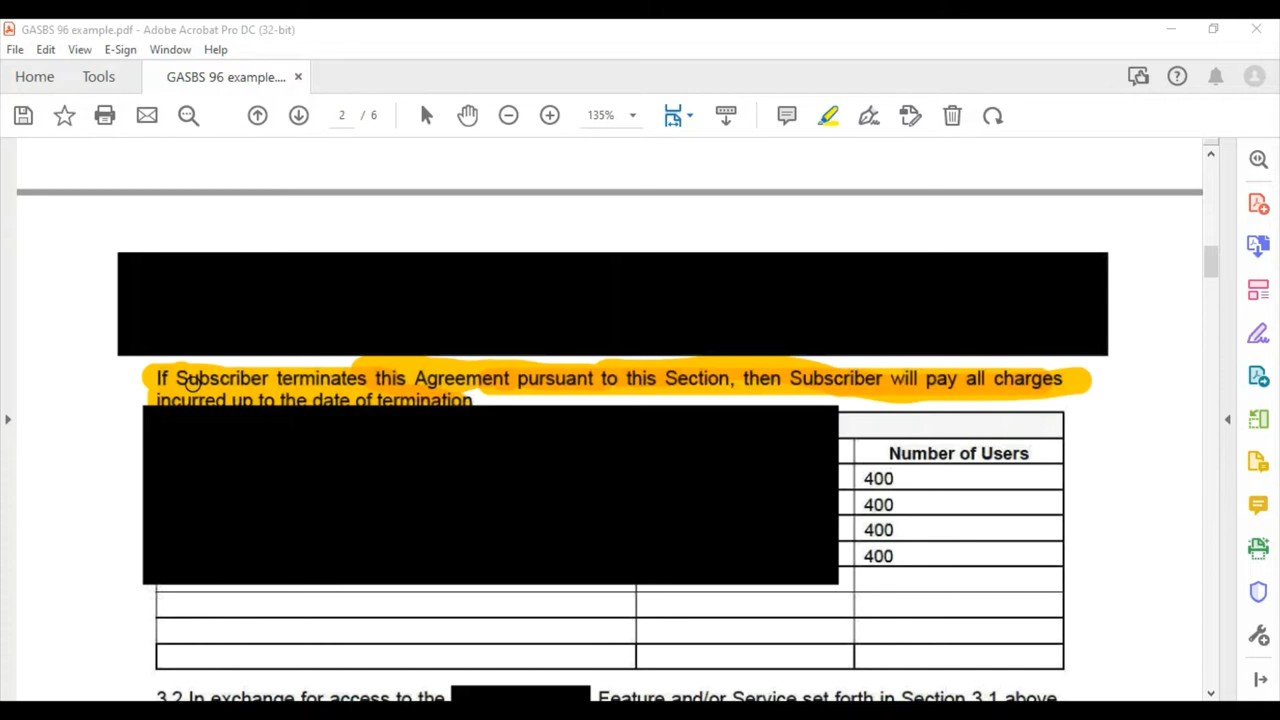 GASBS 96 example.pdf - Adobe Acrobat Pro DC (32-bit)
File Edit View E-Sign Window Help
Home Tools GASBS 96 example.... ×
2 / 6 135%
If Subscriber terminates this Agreement pursuant to this Section, then Subscriber will pay all charges
incurred up to the date of termination
Number of Users
400
400
400
400
3.2 In exchange for access to the Feature and/or Service set forth in Section 3.1 above,